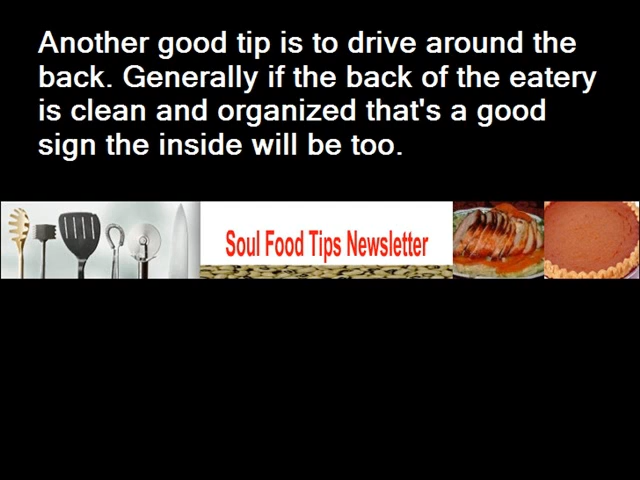 Another good tip is to drive around the
back. Generally if the back of the eatery
is clean and organized that's a good
sign the inside will be too.
Soul Food Tips Newsletter